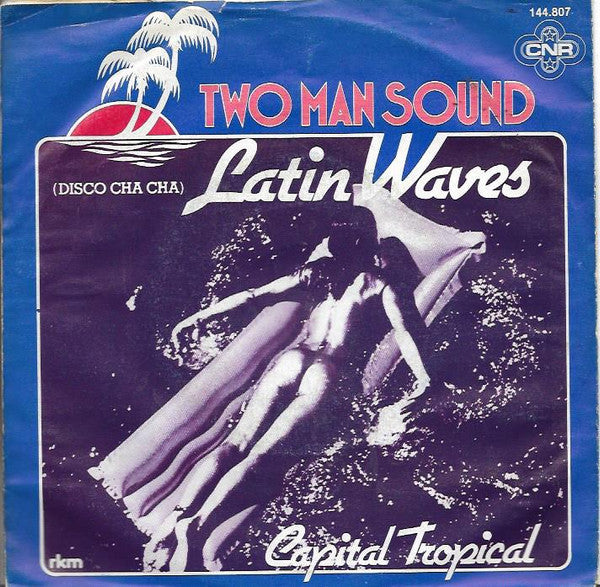 144.807
CNR
TWO MAN SOUND
(DISCO CHA CHA) Latin Waves
Capital Tropical
rkm